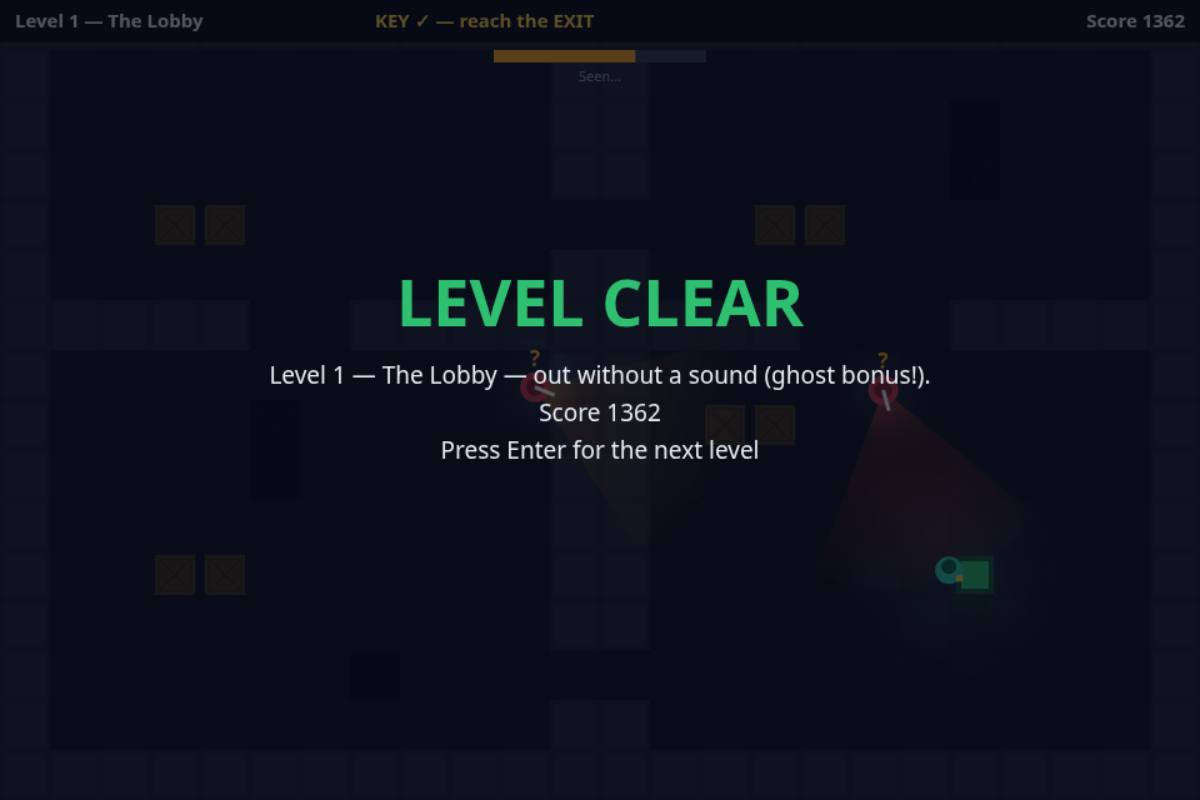 Level 1 — The Lobby
KEY ✓ — reach the EXIT
Score 1362
Seen...
LEVEL CLEAR
? ?
Level 1 — The Lobby — out without a sound (ghost bonus!).
Score 1362
Press Enter for the next level